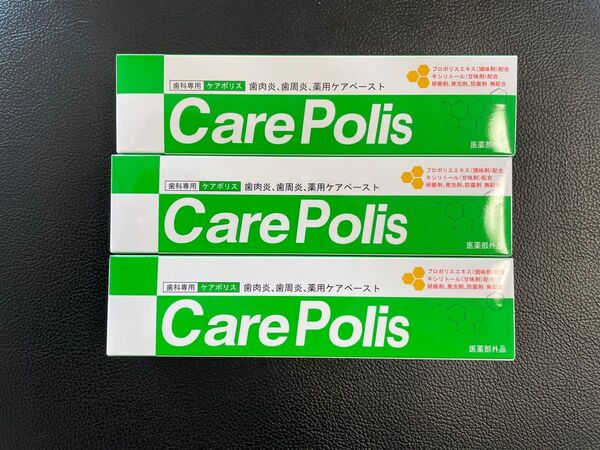 プロポリスエキス(矯味剤)配合
キシリトール(甘味剤)配合
研磨剤、発泡剤、防腐剤 無配合
歯科専用 ケアポリス 歯肉炎、歯周炎、薬用ケアペースト
CarePolis
医薬部外品
プロポリスエキス(矯味剤)配合
キシリトール(甘味剤)配合
研磨剤、発泡剤、防腐剤 無配合
歯科専用 ケアポリス 歯肉炎、歯周炎、薬用ケアペースト
CarePolis
医薬部外品
プロポリスエキス(矯味剤)配合
キシリトール(甘味剤)配合
研磨剤、発泡剤、防腐剤 無配合
歯科専用 ケアポリス 歯肉炎、歯周炎、薬用ケアペースト
CarePolis
医薬部外品